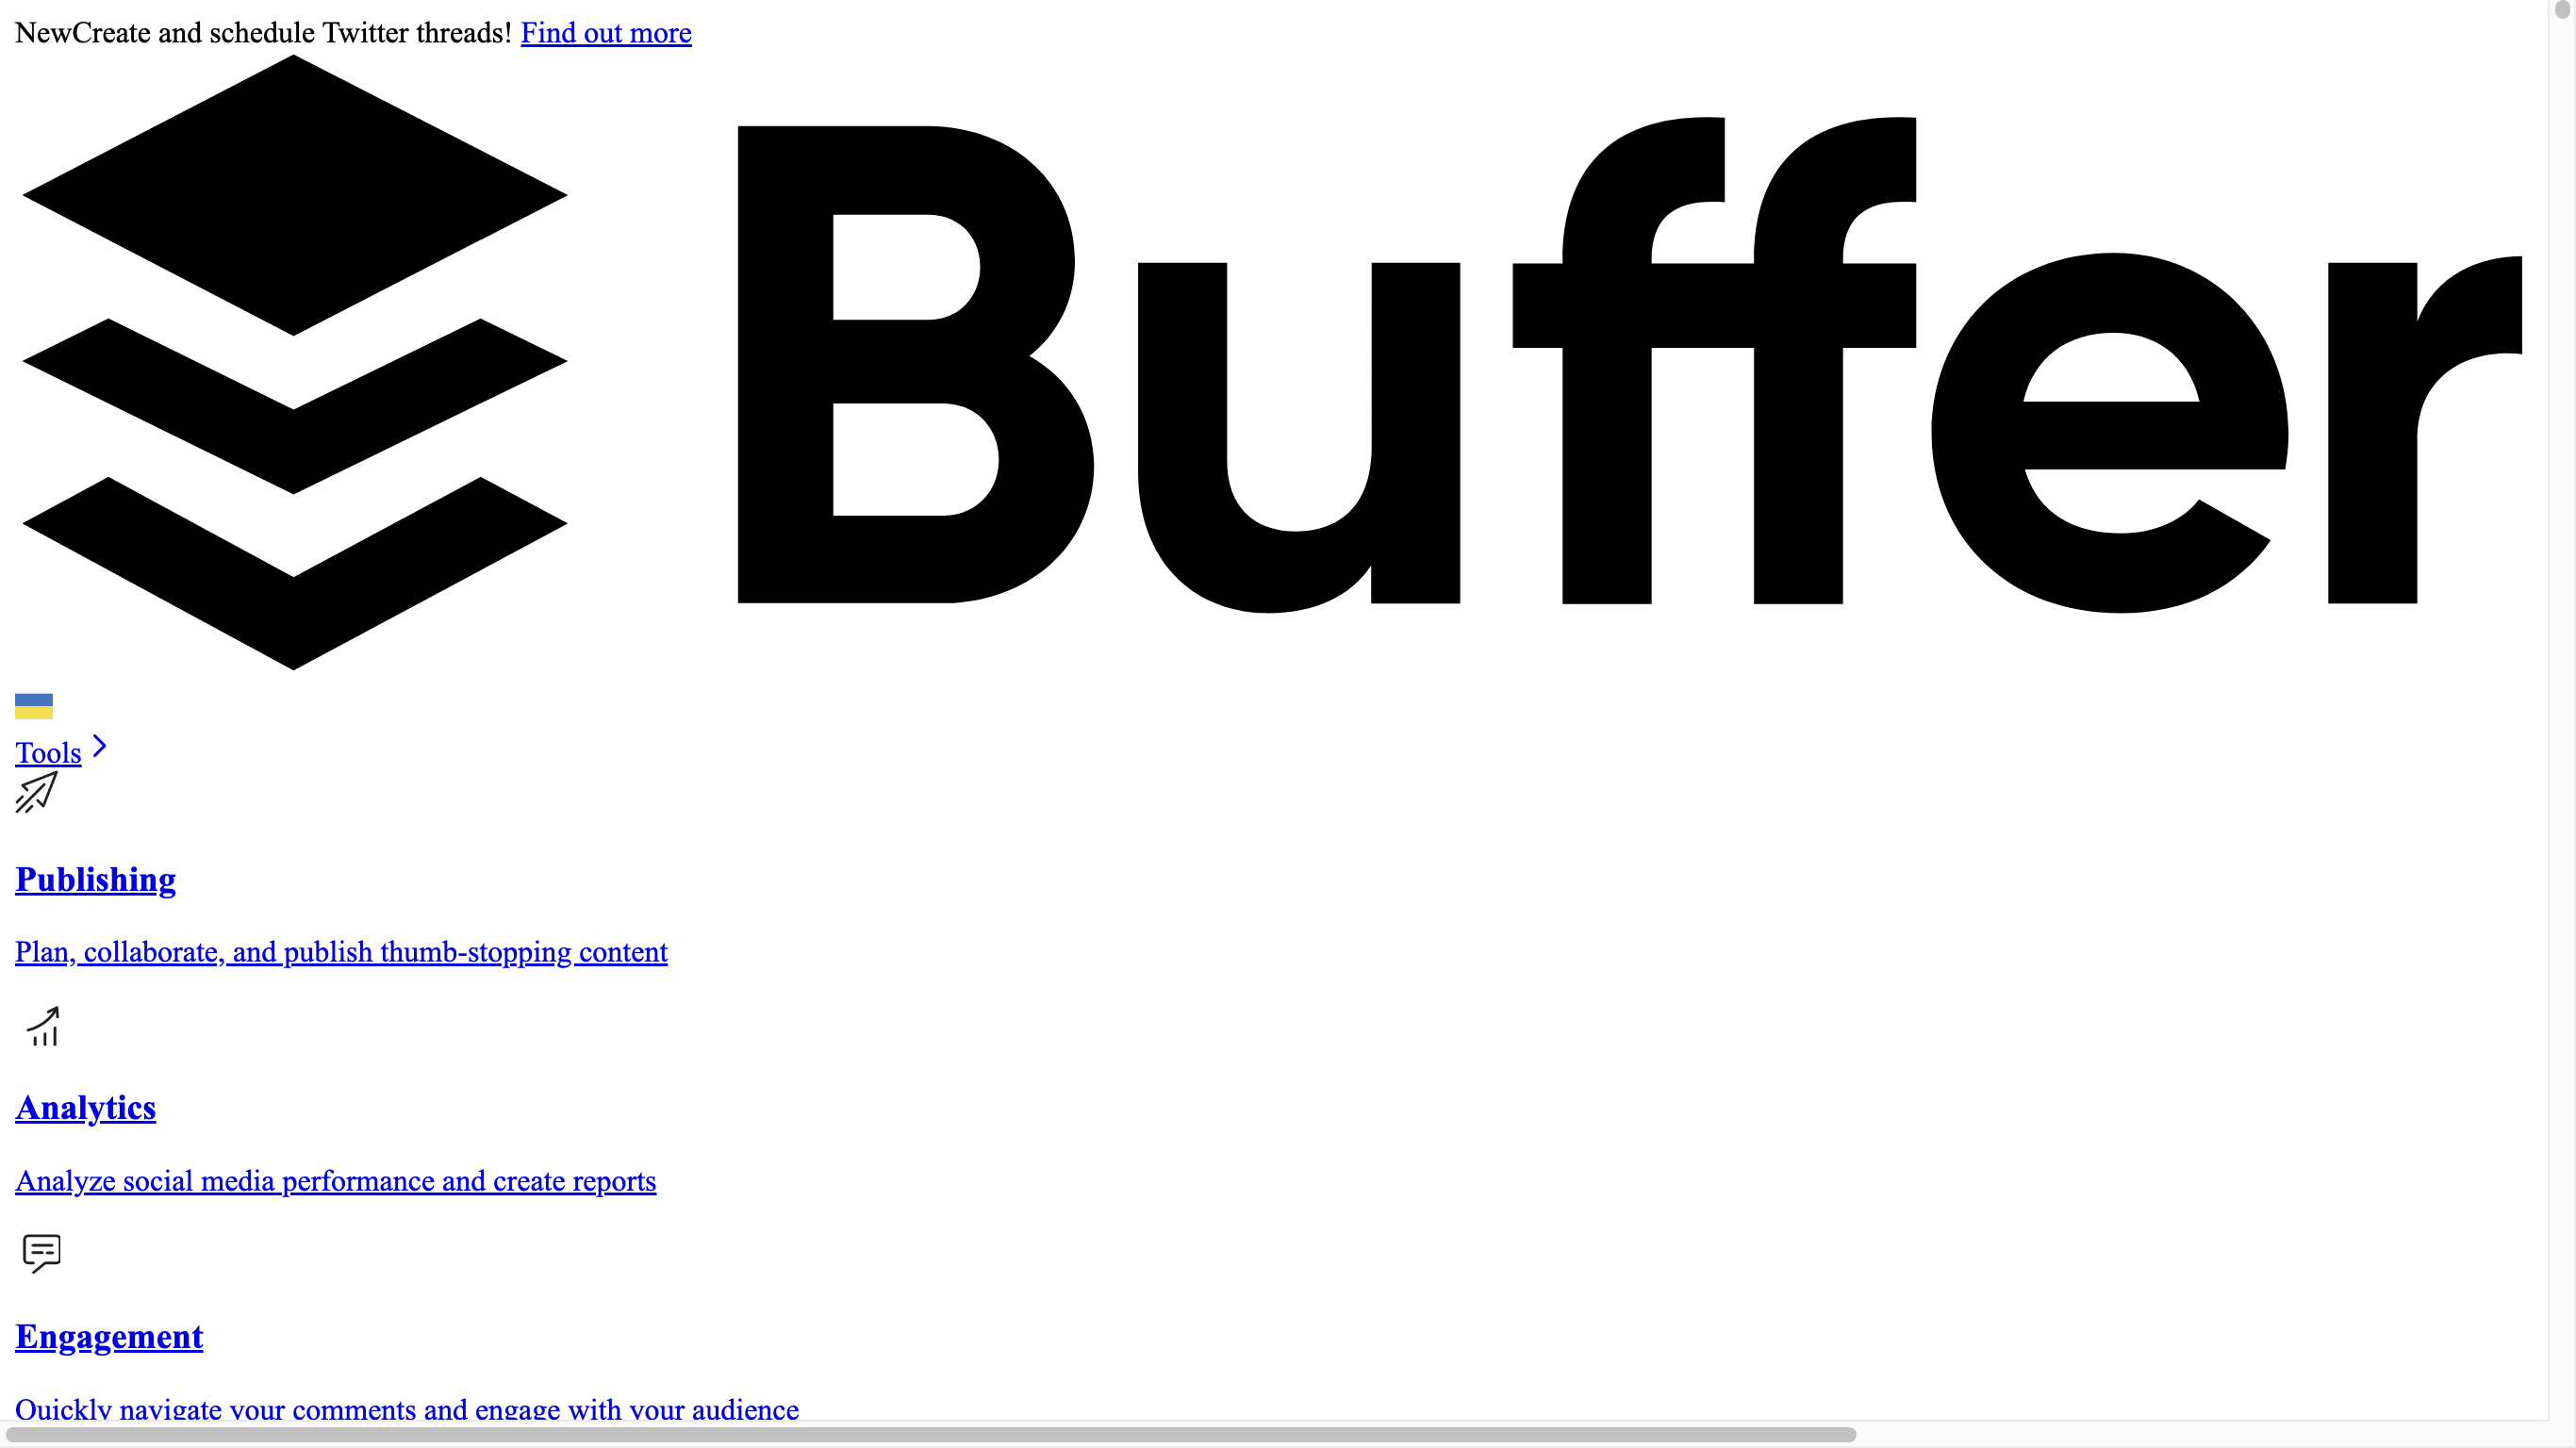 NewCreate and schedule Twitter threads! Find out more
Buffer
Tools
Publishing
Plan, collaborate, and publish thumb-stopping content
Analytics
Analyze social media performance and create reports
Engagement
Quickly navigate your comments and engage with your audience